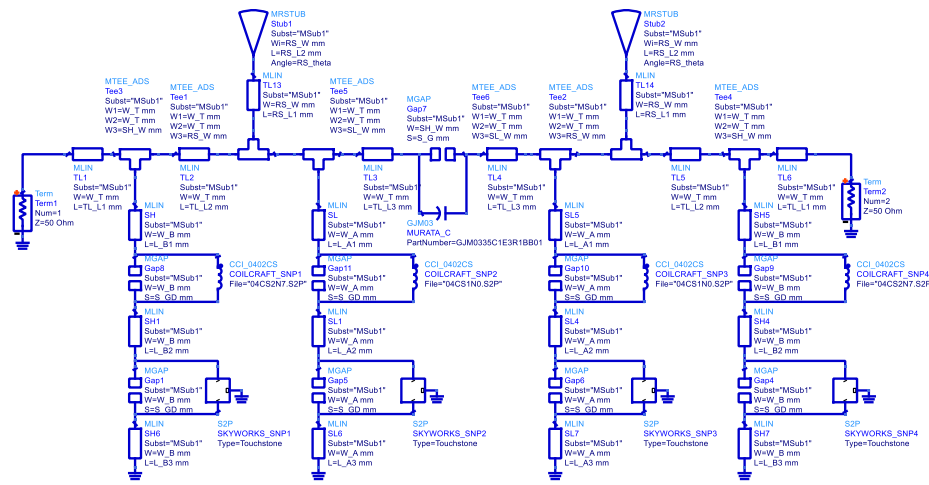 MRSTUB
Stub1
Subst="MSub1"
Wi=RS_W mm
L=RS_L2 mm
Angle=RS_theta
MRSTUB
Stub2
Subst="MSub1"
Wi=RS_W mm
L=RS_L2 mm
Angle=RS_theta
MTEE_ADS
Tee3
Subst="MSub1"
W1=W_T mm
W2=W_T mm
W3=SH_W mm
MTEE_ADS
Tee1
Subst="MSub1"
W1=W_T mm
W2=W_T mm
W3=RS_W mm
MLIN
TL13
Subst="MSub1"
W=RS_W mm
L=RS_L1 mm
MTEE_ADS
Tee5
Subst="MSub1"
W1=W_T mm
W2=W_T mm
W3=SL_W mm
MGAP
Gap7
Subst="MSub1"
W=SH_W mm
S=S_G mm
MTEE_ADS
Tee6
Subst="MSub1"
W1=W_T mm
W2=W_T mm
W3=SL_W mm
MTEE_ADS
Tee2
Subst="MSub1"
W1=W_T mm
W2=W_T mm
W3=RS_W mm
MLIN
TL14
Subst="MSub1"
W=RS_W mm
L=RS_L1 mm
MTEE_ADS
Tee4
Subst="MSub1"
W1=W_T mm
W2=W_T mm
W3=SH_W mm
Term
Term1
Num=1
Z=50 Ohm
MLIN
TL1
Subst="MSub1"
W=W_T mm
L=TL_L1 mm
MLIN
TL2
Subst="MSub1"
W=W_T mm
L=TL_L2 mm
MLIN
TL3
Subst="MSub1"
W=W_T mm
L=TL_L3 mm
GJM03
MURATA_C
PartNumber=GJM0335C1E3R1BB01
MLIN
TL4
Subst="MSub1"
W=W_T mm
L=TL_L3 mm
MLIN
TL5
Subst="MSub1"
W=W_T mm
L=TL_L2 mm
MLIN
TL6
Subst="MSub1"
W=W_T mm
L=TL_L1 mm
Term
Term2
Num=2
Z=50 Ohm
MLIN
SH
Subst="MSub1"
W=W_B mm
L=L_B1 mm
MLIN
SL
Subst="MSub1"
W=W_A mm
L=L_A1 mm
MLIN
SL5
Subst="MSub1"
W=W_A mm
L=L_A1 mm
MLIN
SH5
Subst="MSub1"
W=W_B mm
L=L_B1 mm
MGAP
Gap8
Subst="MSub1"
W=W_B mm
S=S_GD mm
CCI_0402CS
COILCRAFT_SNP1
File="04CS2N7.S2P"
MGAP
Gap11
Subst="MSub1"
W=W_A mm
S=S_GD mm
CCI_0402CS
COILCRAFT_SNP2
File="04CS1N0.S2P"
MGAP
Gap10
Subst="MSub1"
W=W_A mm
S=S_GD mm
CCI_0402CS
COILCRAFT_SNP3
File="04CS1N0.S2P"
MGAP
Gap9
Subst="MSub1"
W=W_B mm
S=S_GD mm
CCI_0402CS
COILCRAFT_SNP4
File="04CS2N7.S2P"
MLIN
SH1
Subst="MSub1"
W=W_B mm
L=L_B2 mm
MLIN
SL1
Subst="MSub1"
W=W_A mm
L=L_A2 mm
MLIN
SL4
Subst="MSub1"
W=W_A mm
L=L_A2 mm
MLIN
SH4
Subst="MSub1"
W=W_B mm
L=L_B2 mm
MGAP
Gap1
Subst="MSub1"
W=W_B mm
S=S_GD mm
MGAP
Gap5
Subst="MSub1"
W=W_A mm
S=S_GD mm
MGAP
Gap6
Subst="MSub1"
W=W_A mm
S=S_GD mm
MGAP
Gap4
Subst="MSub1"
W=W_B mm
S=S_GD mm
MLIN
SH6
Subst="MSub1"
W=W_B mm
L=L_B3 mm
S2P
SKYWORKS_SNP1
Type=Touchstone
MLIN
SL6
Subst="MSub1"
W=W_A mm
L=L_A3 mm
S2P
SKYWORKS_SNP2
Type=Touchstone
MLIN
SL7
Subst="MSub1"
W=W_A mm
L=L_A3 mm
S2P
SKYWORKS_SNP3
Type=Touchstone
MLIN
SH7
Subst="MSub1"
W=W_B mm
L=L_B3 mm
S2P
SKYWORKS_SNP4
Type=Touchstone